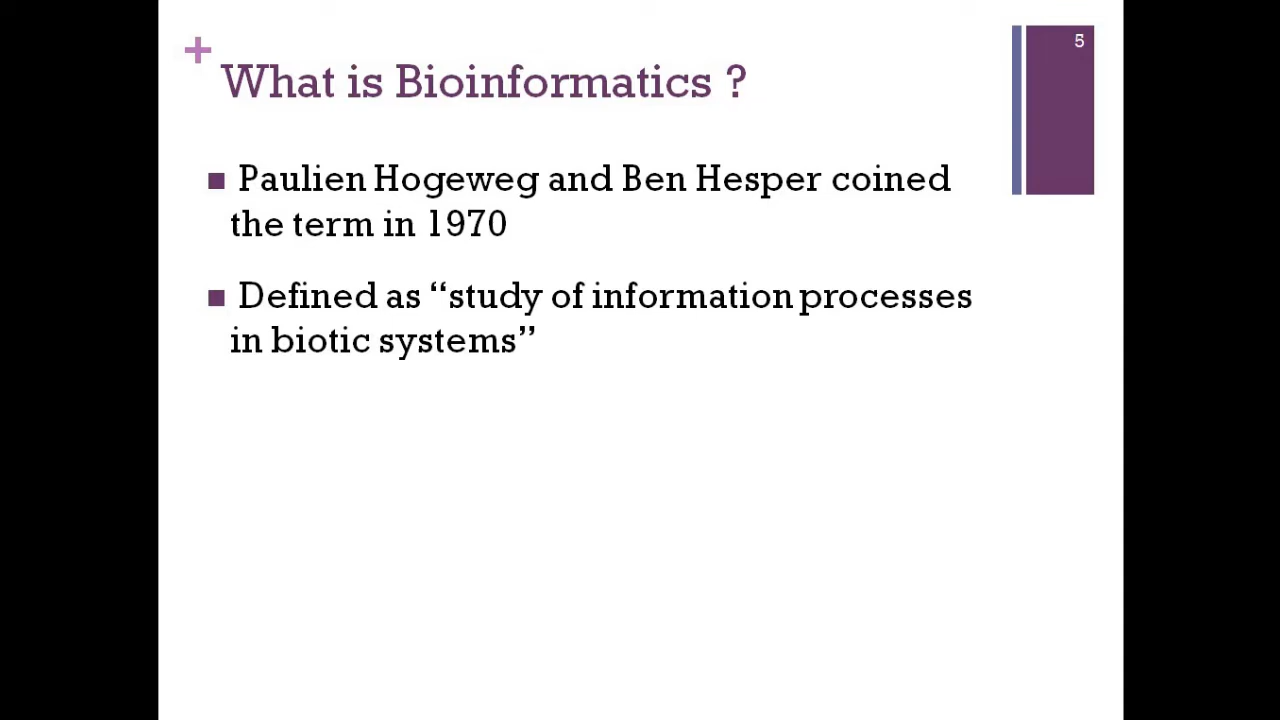 +
5
What is Bioinformatics ?
■ Paulien Hogeweg and Ben Hesper coined
the term in 1970
■ Defined as “study of information processes
in biotic systems”